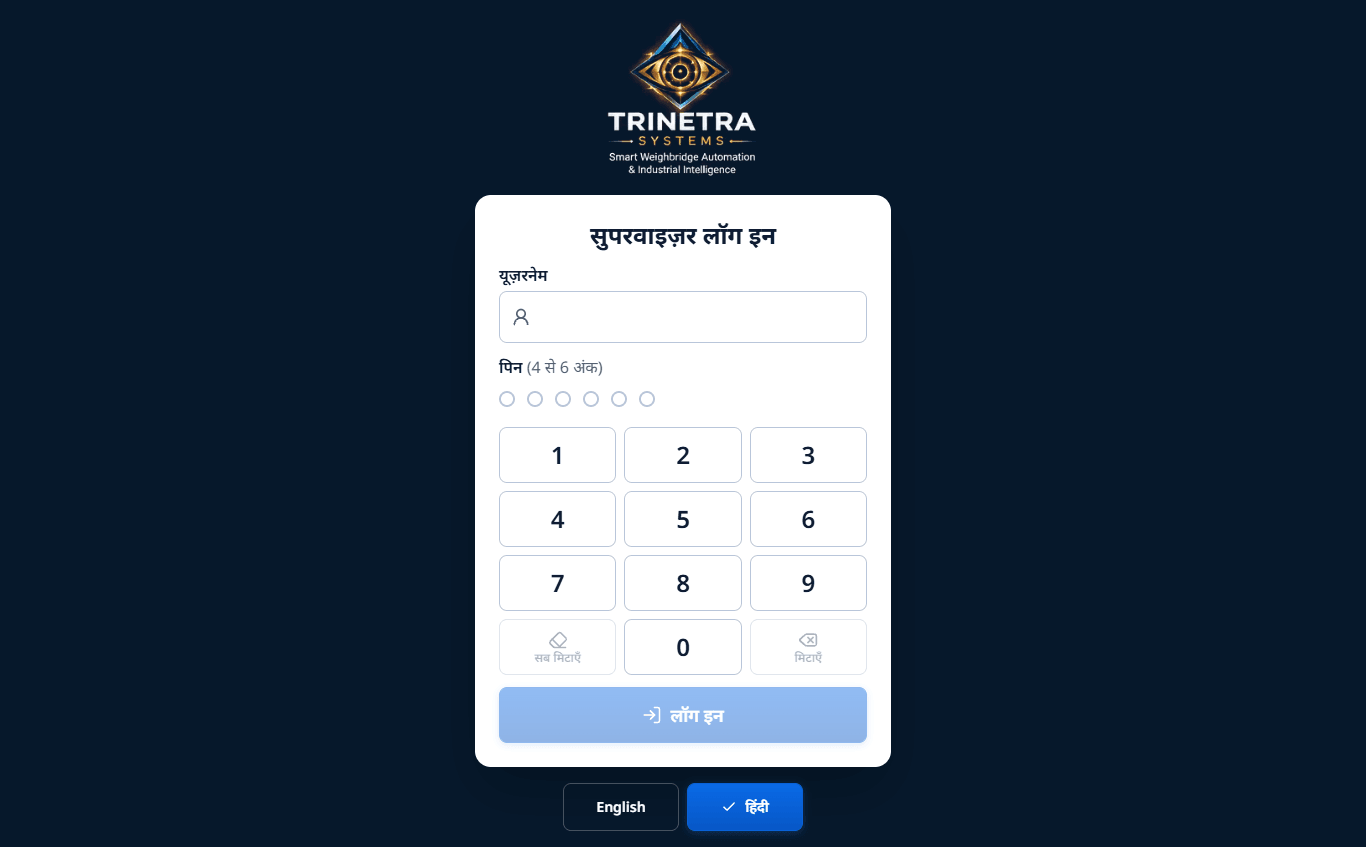 TRINETRA
SYSTEMS
Smart Weighbridge Automation
& Industrial Intelligence
सुपरवाइज़र लॉग इन
यूज़रनेम
पिन (4 से 6 अंक)
1 2 3
4 5 6
7 8 9
सब मिटाएँ 0 मिटाएँ
लॉग इन
English हिंदी